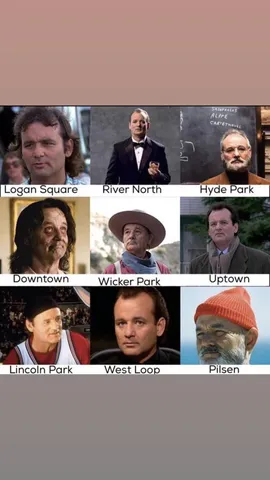 Logan Square
River North
Hyde Park
Downtown
Wicker Park
Uptown
Lincoln Park
West Loop
Pilsen